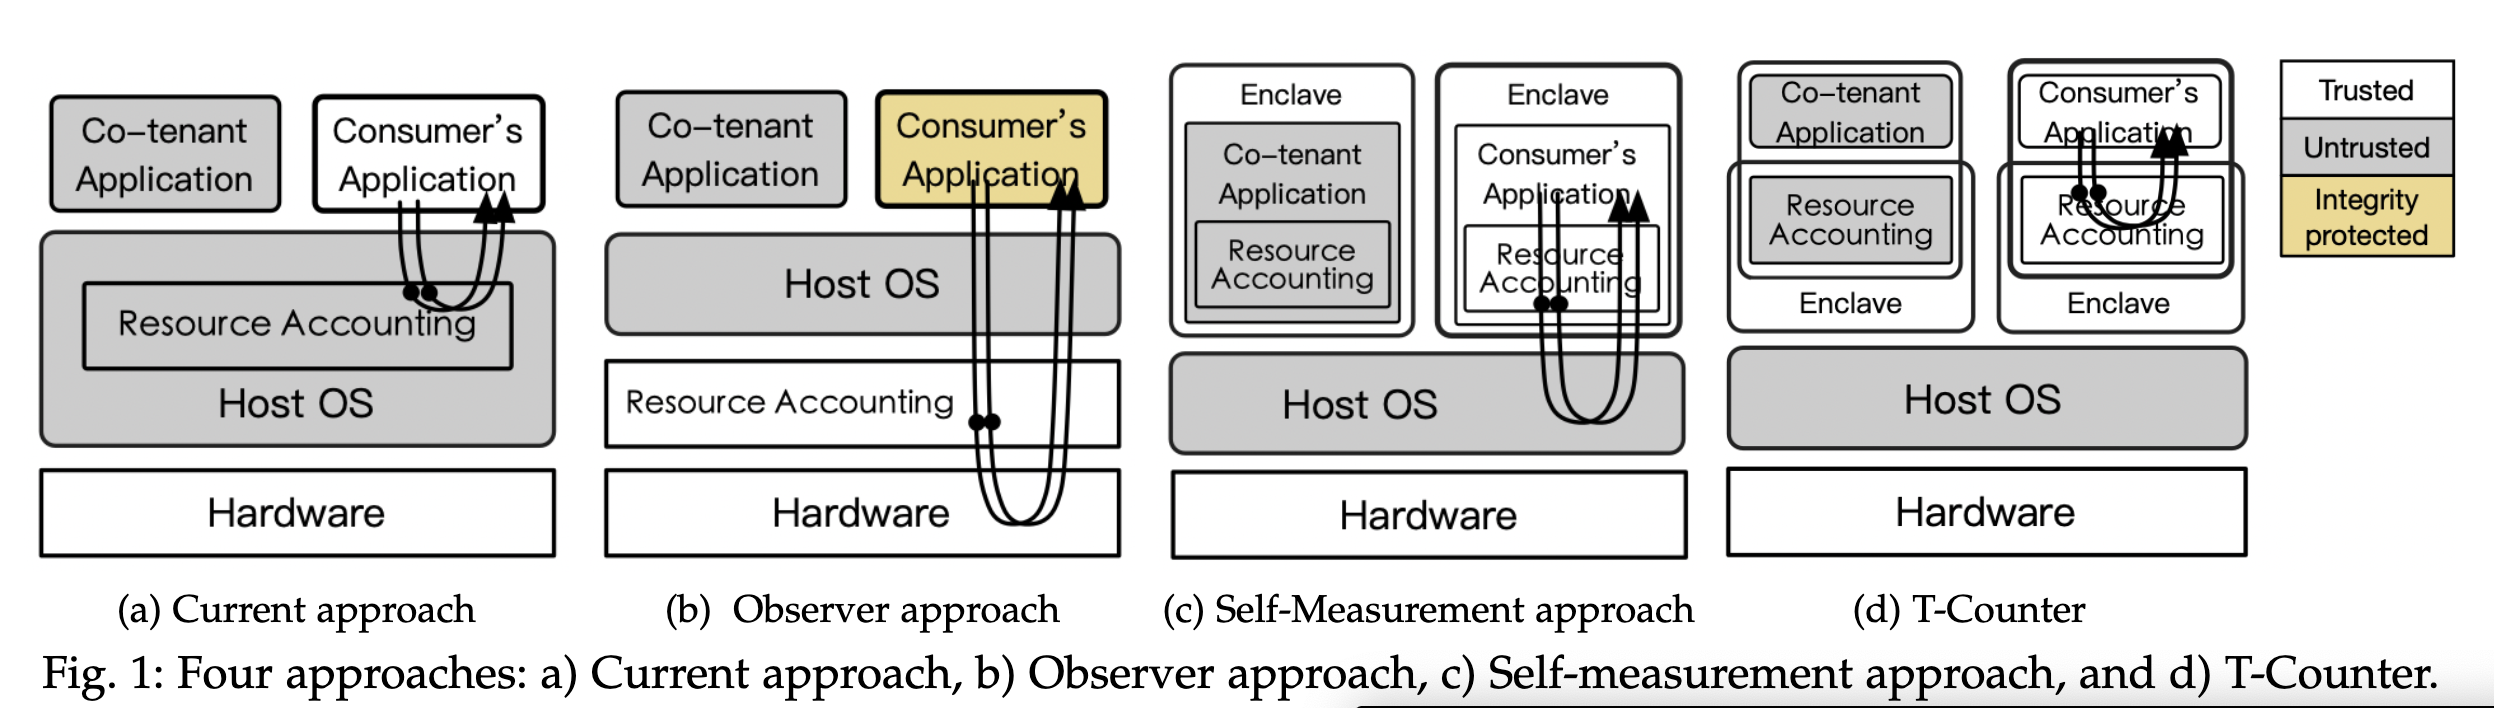 Co–tenant
Application
Consumer's
Application
Resource Accounting
Host OS
Hardware
(a) Current approach
Co–tenant
Application
Consumer's
Application
Host OS
Resource Accounting
Hardware
(b) Observer approach
Enclave
Co–tenant
Application
Resource
Accounting
Enclave
Consumer's
Application
Resource
Accounting
Host OS
Hardware
(c) Self-Measurement approach
Co–tenant
Application
Resource
Accounting
Enclave
Consumer's
Application
Resource
Accounting
Enclave
Host OS
Hardware
(d) T-Counter
Trusted
Untrusted
Integrity
protected
Fig. 1: Four approaches: a) Current approach, b) Observer approach, c) Self-measurement approach, and d) T-Counter.